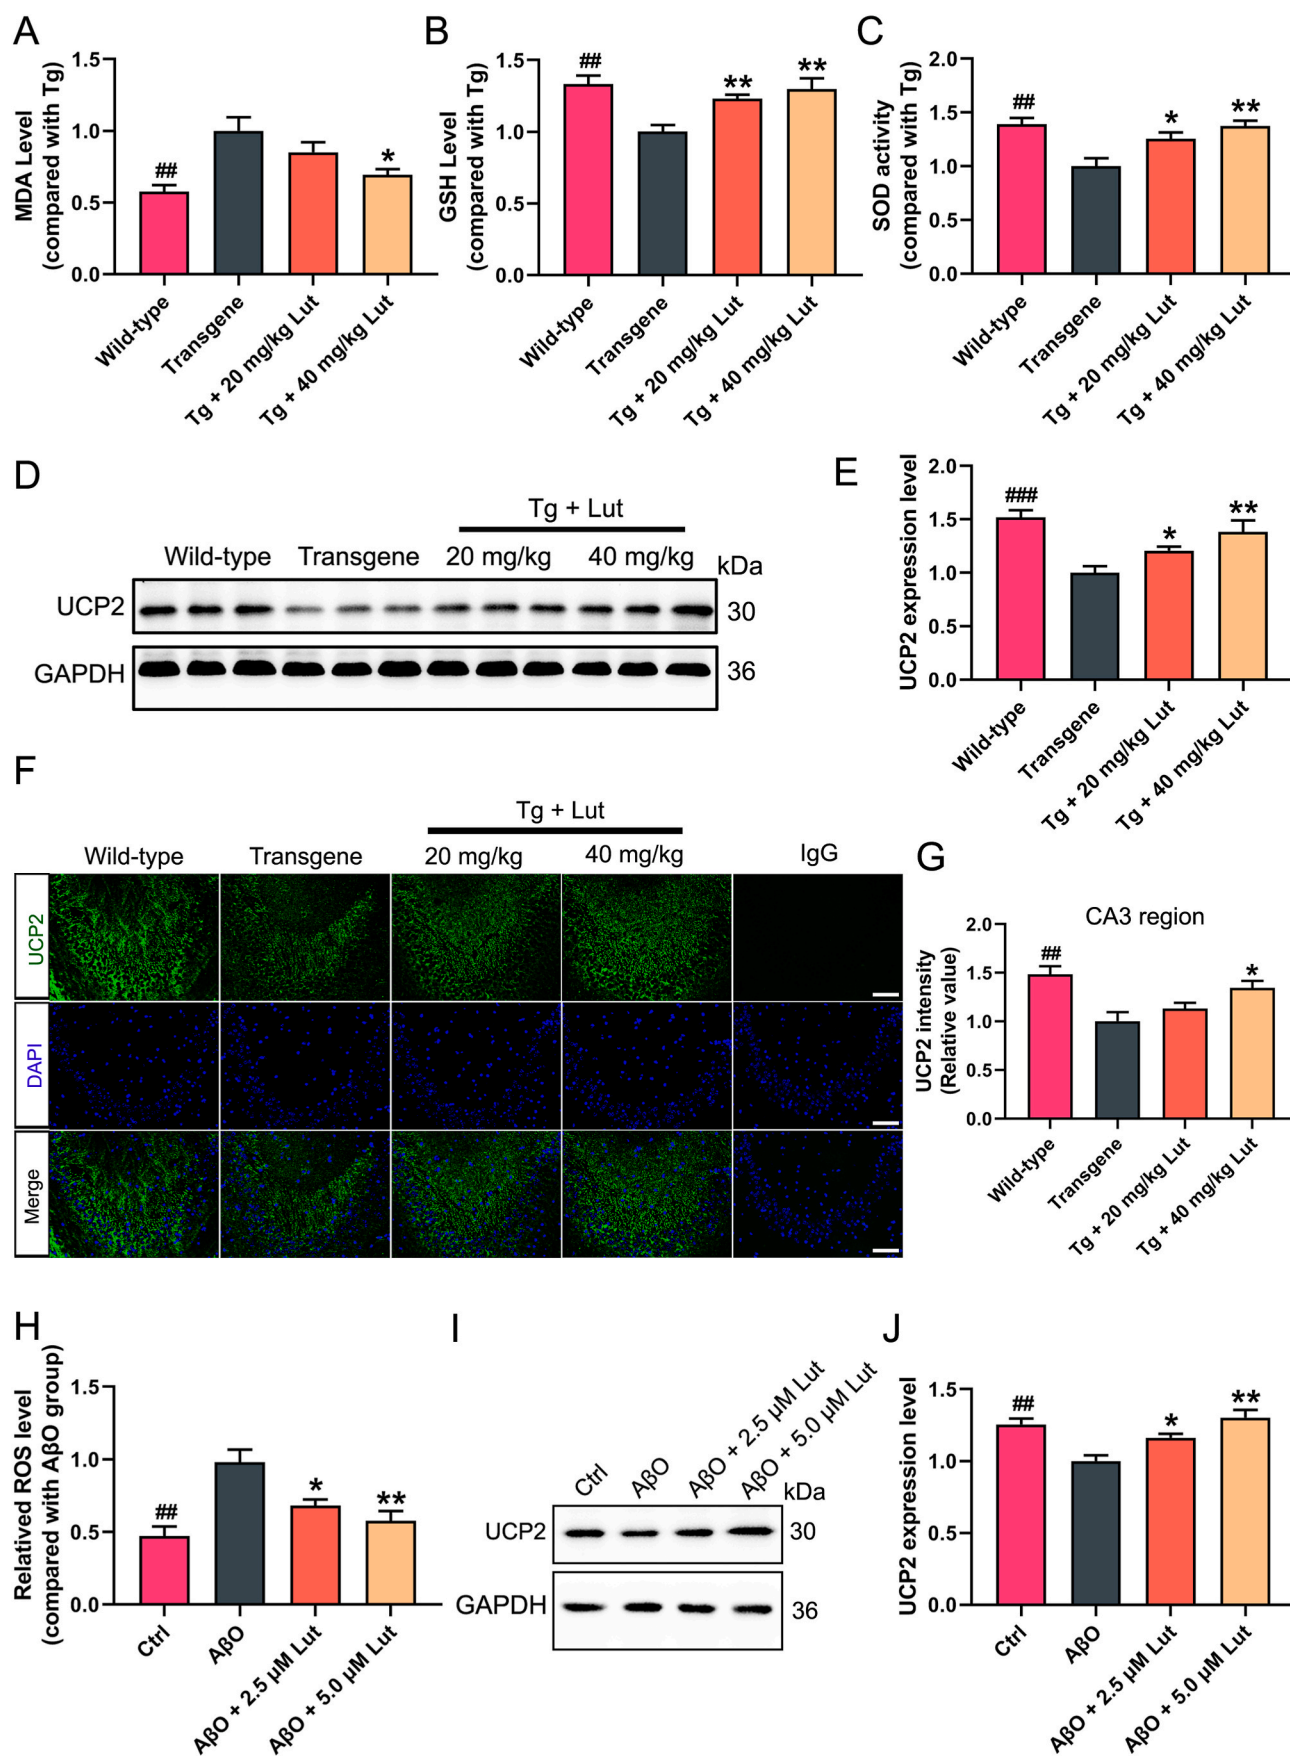 A
MDA Level
(compared with Tg)
1.5
1.0
0.5
0.0
##
*
Wild-type
Transgene
Tg + 20 mg/kg Lut
Tg + 40 mg/kg Lut
B
GSH Level
(compared with Tg)
1.5
1.0
0.5
0.0
##
**
**
Wild-type
Transgene
Tg + 20 mg/kg Lut
Tg + 40 mg/kg Lut
C
SOD activity
(compared with Tg)
2.0
1.5
1.0
0.5
0.0
##
*
**
Wild-type
Transgene
Tg + 20 mg/kg Lut
Tg + 40 mg/kg Lut
D
Tg + Lut
Wild-type Transgene 20 mg/kg 40 mg/kg kDa
UCP2 30
GAPDH 36
E
UCP2 expression level
2.0
1.5
1.0
0.5
0.0
###
*
**
Wild-type
Transgene
Tg + 20 mg/kg Lut
Tg + 40 mg/kg Lut
F
Tg + Lut
Wild-type Transgene 20 mg/kg 40 mg/kg IgG
UCP2
DAPI
Merge
G
CA3 region
UCP2 intensity
(Relative value)
2.0
1.5
1.0
0.5
0.0
##
*
Wild-type
Transgene
Tg + 20 mg/kg Lut
Tg + 40 mg/kg Lut
H
Relatived ROS level
(compared with AβO group)
1.5
1.0
0.5
0.0
##
*
**
Ctrl
AβO
AβO + 2.5 µM Lut
AβO + 5.0 µM Lut
I
Ctrl
AβO
AβO + 2.5 µM Lut
AβO + 5.0 µM Lut
kDa
UCP2 30
GAPDH 36
J
UCP2 expression level
1.5
1.0
0.5
0.0
##
*
**
Ctrl
AβO
AβO + 2.5 µM Lut
AβO + 5.0 µM Lut